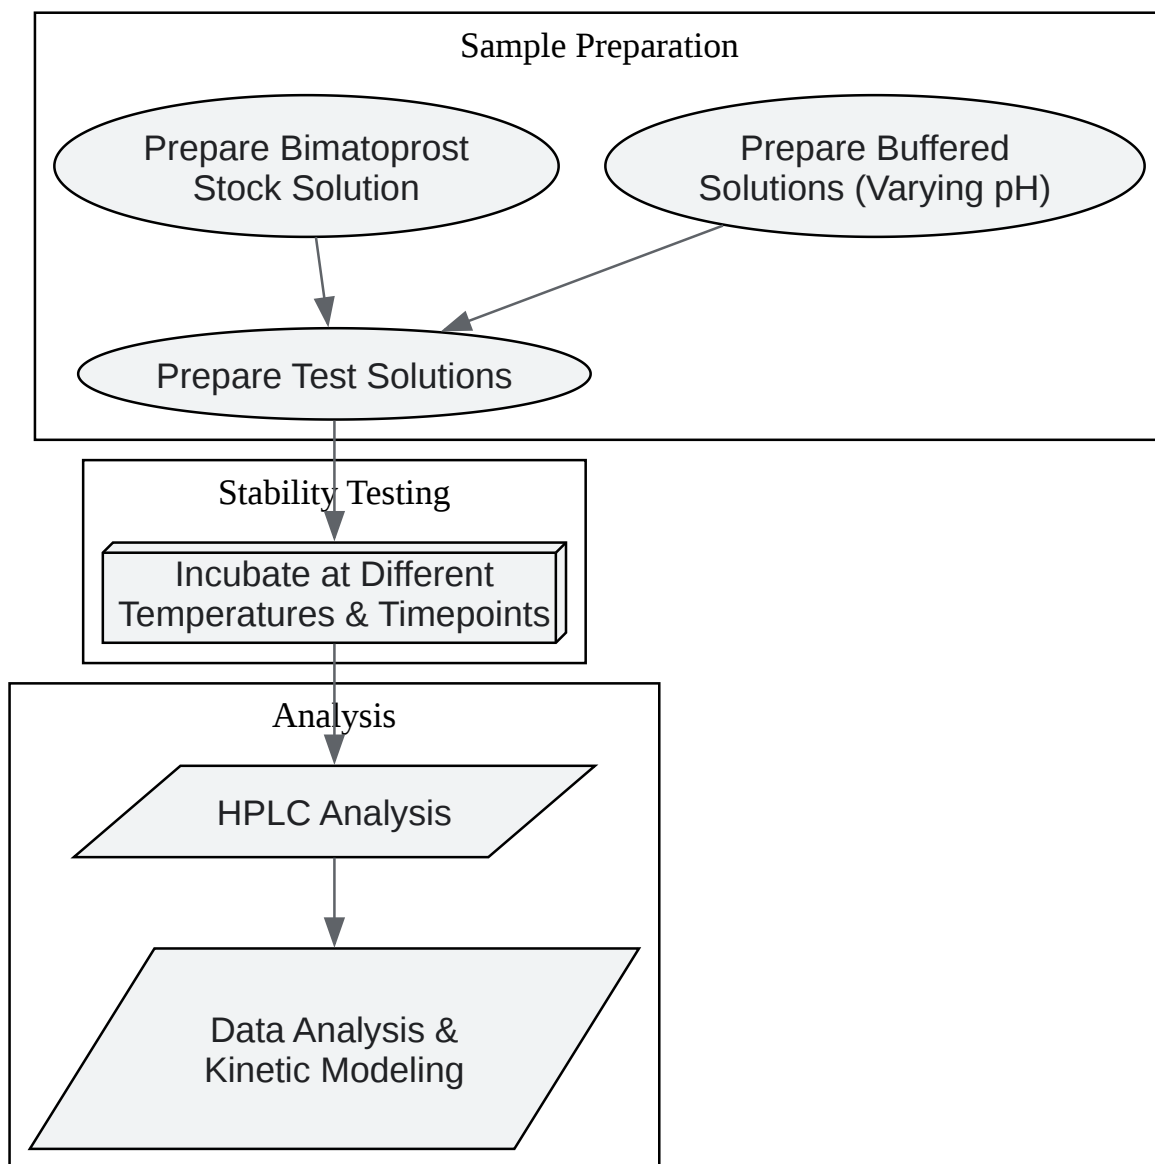 Sample Preparation
Prepare Bimatoprost
Stock Solution
Prepare Buffered
Solutions (Varying pH)
Prepare Test Solutions
Stability Testing
Incubate at Different
Temperatures & Timepoints
Analysis
HPLC Analysis
Data Analysis &
Kinetic Modeling